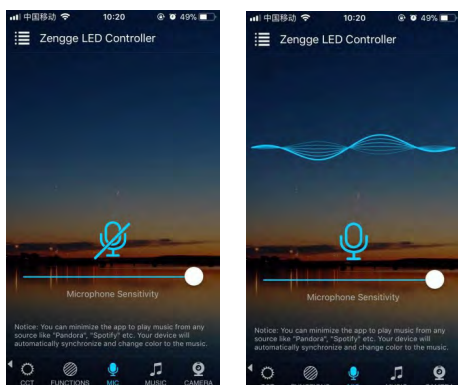 中国移动 10:20 49%
Zengge LED Controller
Microphone Sensitivity
Notice: You can minimize the app to play music from any
source like "Pandora", "Spotify" etc. Your device will
automatically synchronize and change color to the music.
CCT FUNCTIONS MIC MUSIC CAMERA
中国移动 10:20 49%
Zengge LED Controller
Microphone Sensitivity
Notice: You can minimize the app to play music from any
source like "Pandora", "Spotify" etc. Your device will
automatically synchronize and change color to the music.